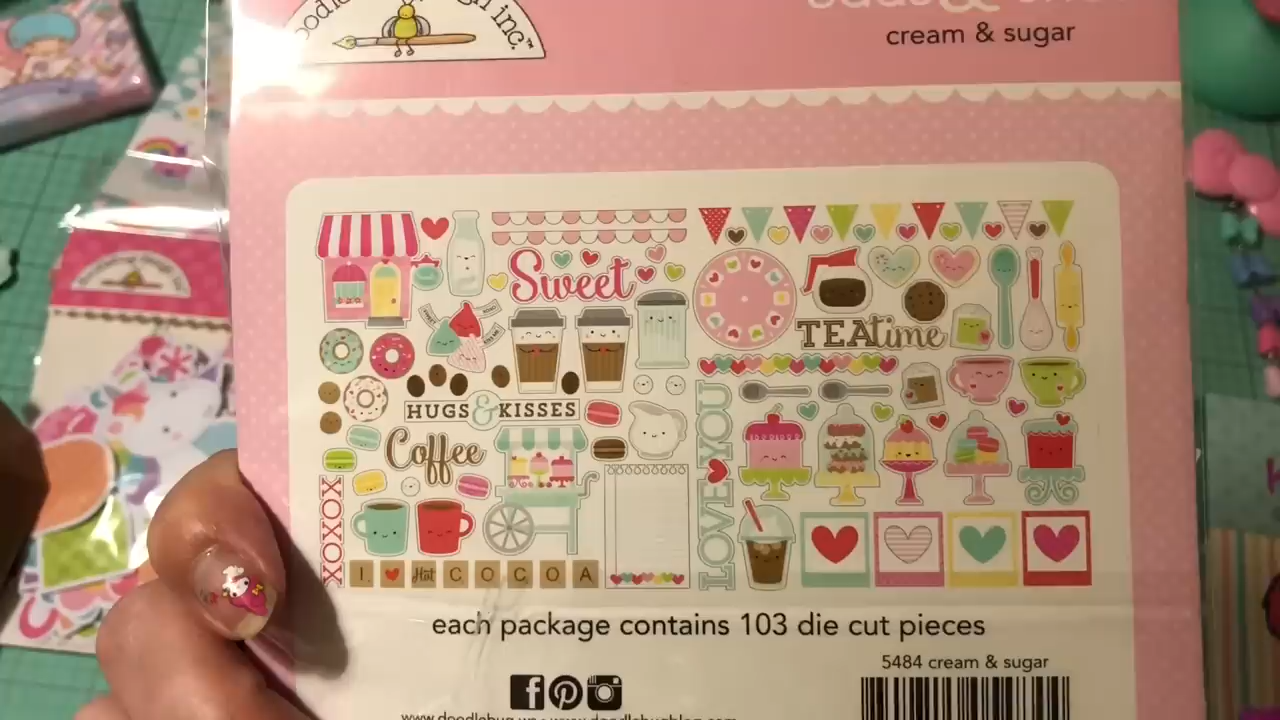 cream & sugar
Sweet
TEAtime
HUGS & KISSES
Coffee
LOVE YOU
XOXOX
I Hot COCOA
each package contains 103 die cut pieces
5484 cream & sugar